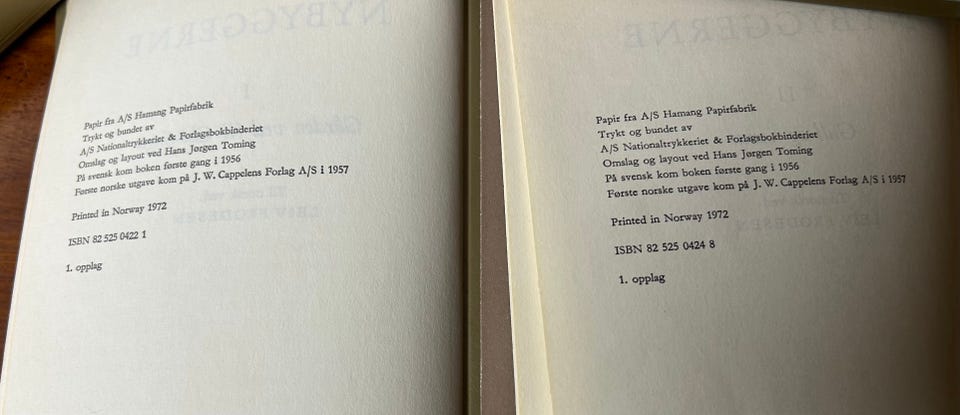 NYBYGGERNE
I
Papir fra A/S Hamang Papirfabrik
Trykt og bundet av
A/S Nationaltrykkeriet & Forlagsbokbinderiet
Omslag og layout ved Hans Jørgen Toming
På svensk kom boken første gang i 1956
Første norske utgave kom på J. W. Cappelens Forlag A/S i 1957
Printed in Norway 1972
ISBN 82 525 0422 1
1. opplag
NYBYGGERNE
II
Papir fra A/S Hamang Papirfabrik
Trykt og bundet av
A/S Nationaltrykkeriet & Forlagsbokbinderiet
Omslag og layout ved Hans Jørgen Toming
På svensk kom boken første gang i 1956
Første norske utgave kom på J. W. Cappelens Forlag A/S i 1957
Printed in Norway 1972
ISBN 82 525 0424 8
1. opplag